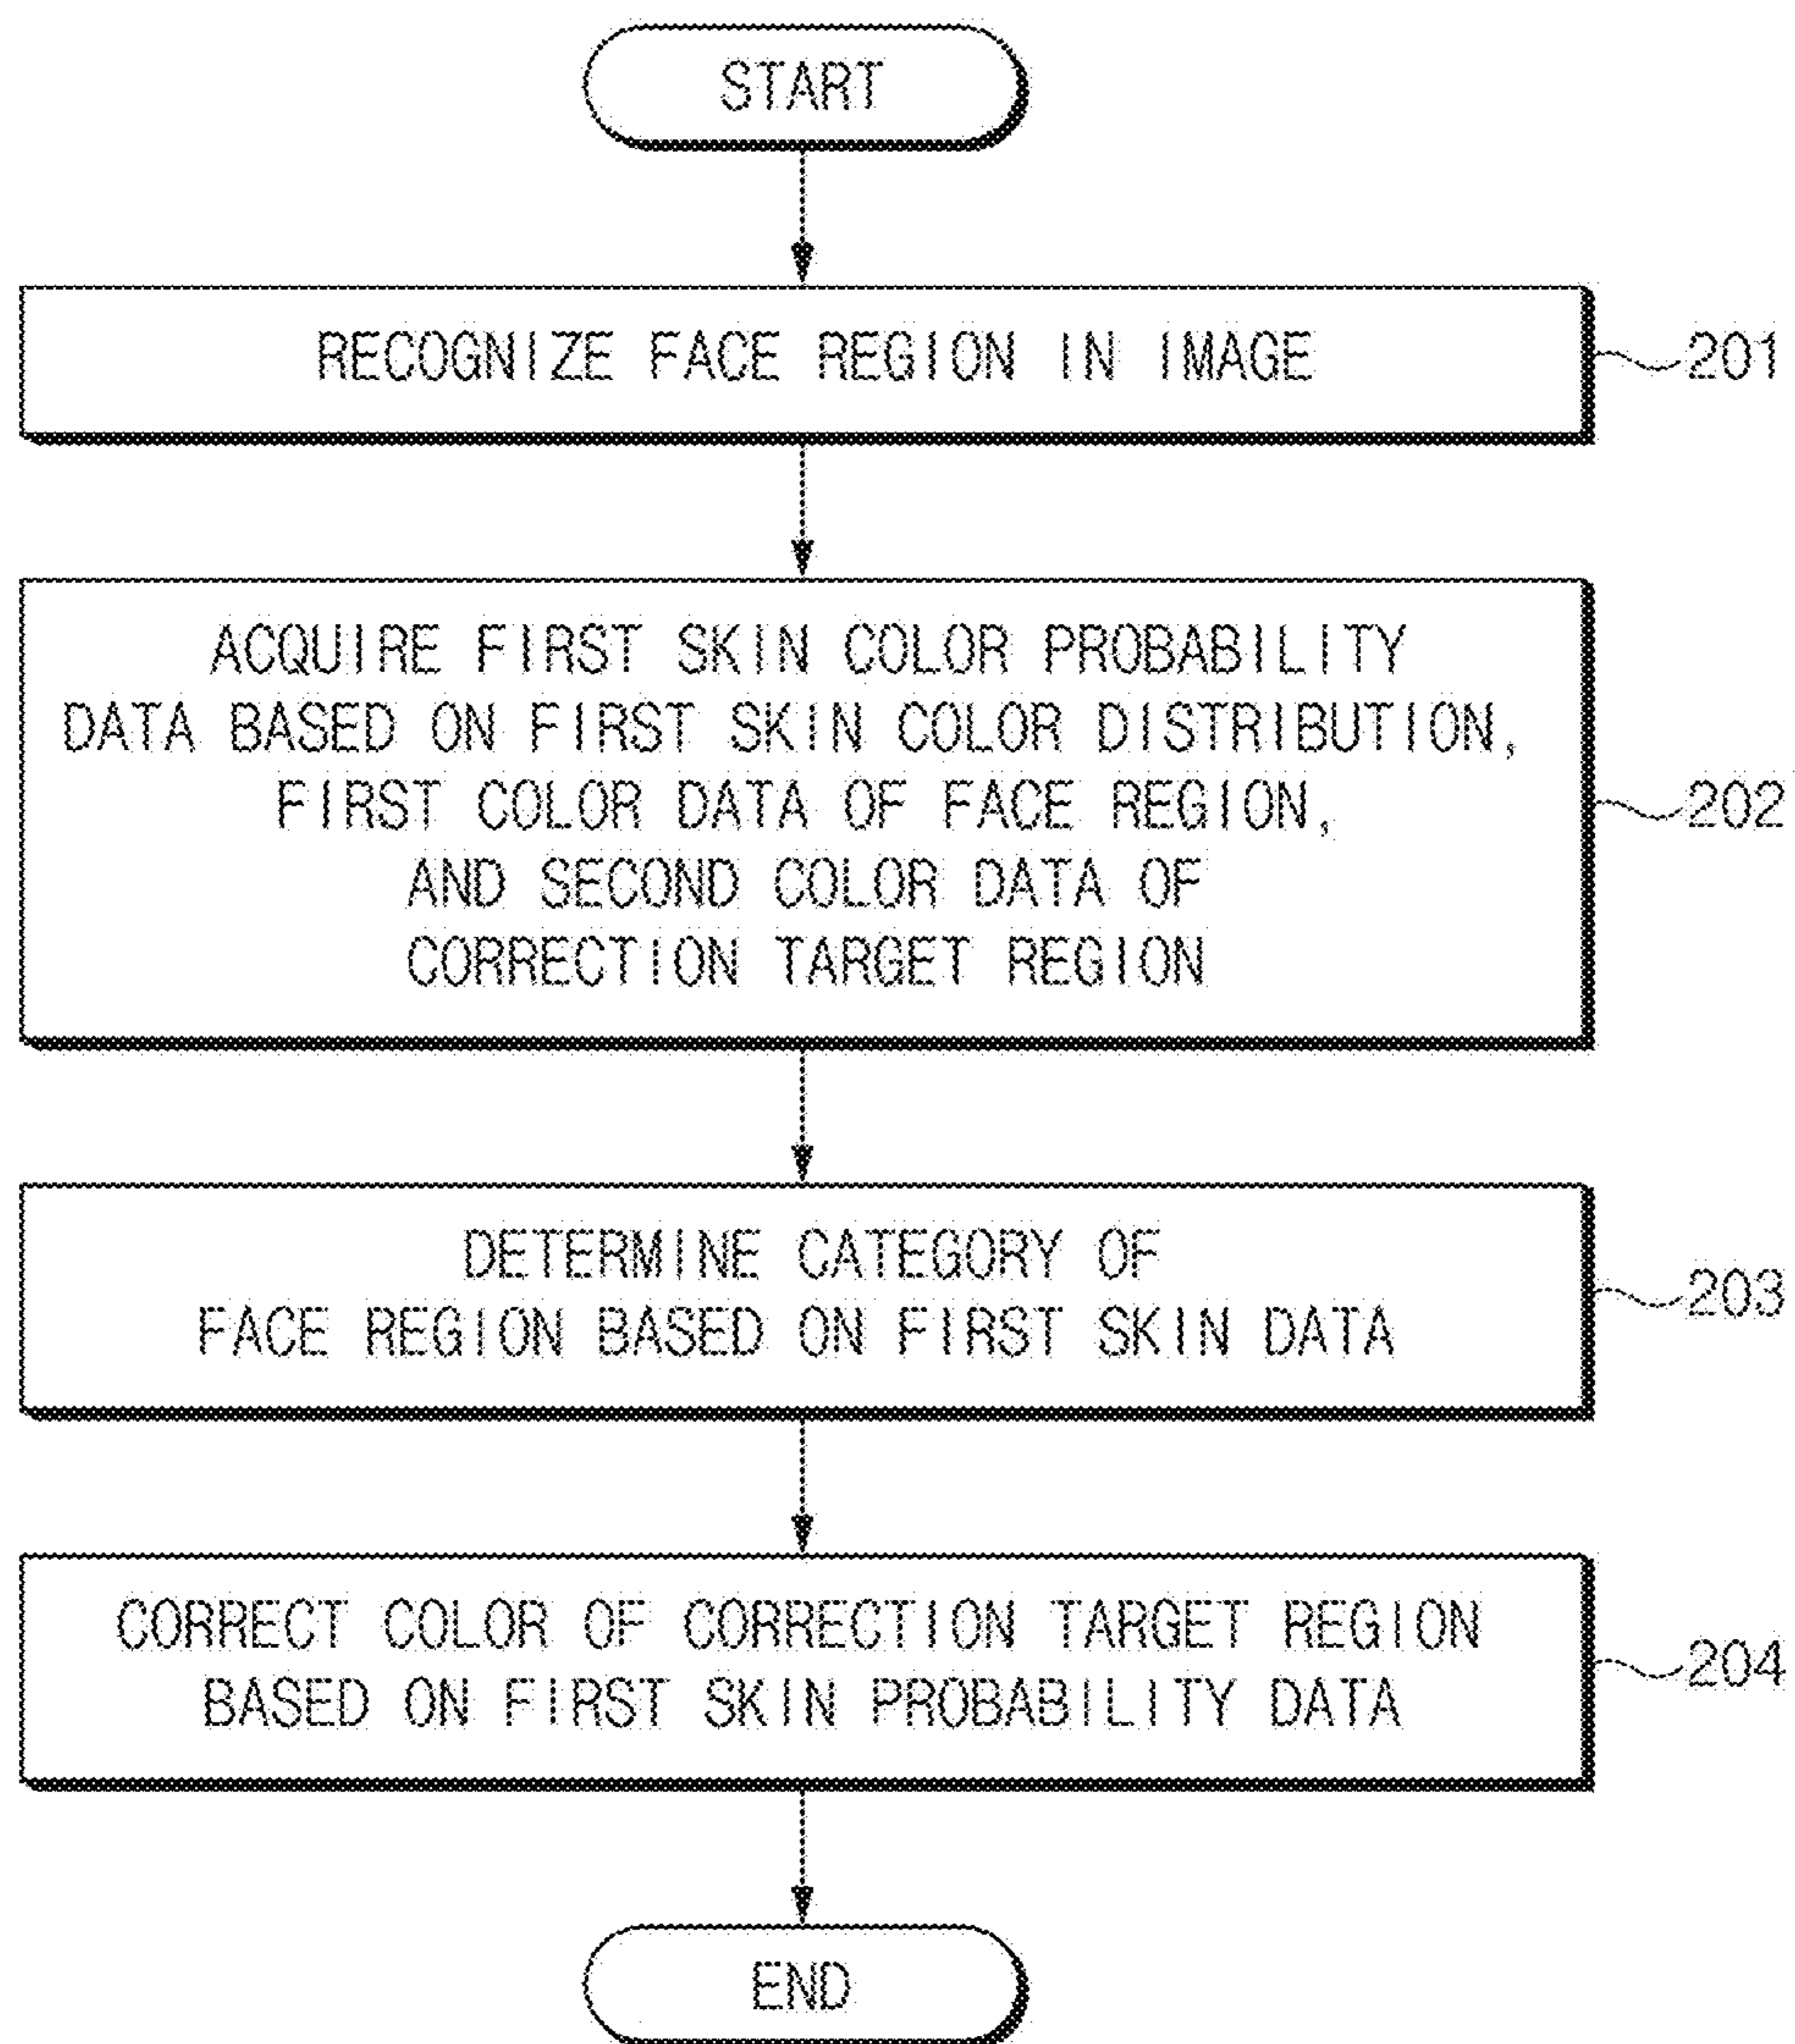 START
RECOGNIZE FACE REGION IN IMAGE
201
ACQUIRE FIRST SKIN COLOR PROBABILITY
DATA BASED ON FIRST SKIN COLOR DISTRIBUTION,
FIRST COLOR DATA OF FACE REGION,
AND SECOND COLOR DATA OF
CORRECTION TARGET REGION
202
DETERMINE CATEGORY OF
FACE REGION BASED ON FIRST SKIN DATA
203
CORRECT COLOR OF CORRECTION TARGET REGION
BASED ON FIRST SKIN PROBABILITY DATA
204
END